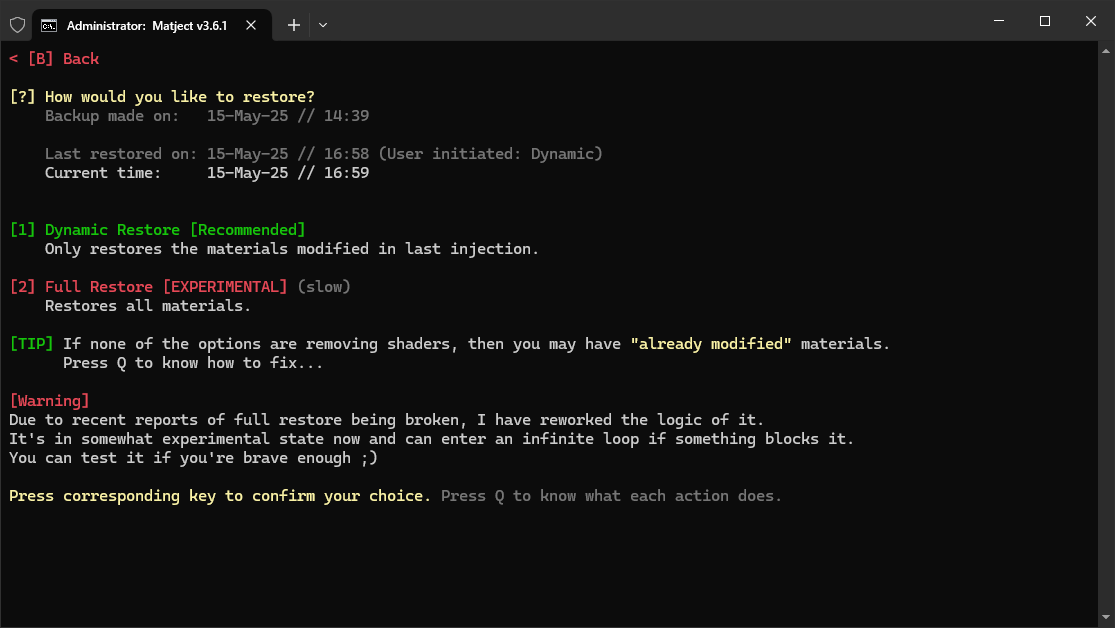 Administrator: Matject v3.6.1
< [B] Back
[?] How would you like to restore?
Backup made on: 15-May-25 // 14:39
Last restored on: 15-May-25 // 16:58 (User initiated: Dynamic)
Current time: 15-May-25 // 16:59
[1] Dynamic Restore [Recommended]
Only restores the materials modified in last injection.
[2] Full Restore [EXPERIMENTAL] (slow)
Restores all materials.
[TIP] If none of the options are removing shaders, then you may have "already modified" materials.
Press Q to know how to fix...
[Warning]
Due to recent reports of full restore being broken, I have reworked the logic of it.
It's in somewhat experimental state now and can enter an infinite loop if something blocks it.
You can test it if you're brave enough ;)
Press corresponding key to confirm your choice. Press Q to know what each action does.